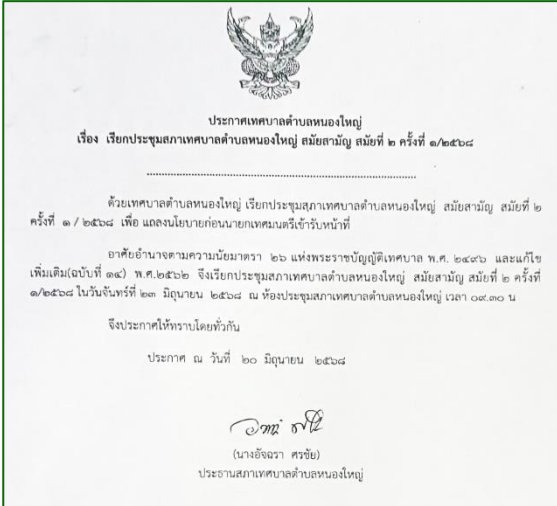 ประกาศเทศบาลตำบลหนองใหญ่
เรื่อง เรียกประชุมสภาเทศบาลตำบลหนองใหญ่ สมัยสามัญ สมัยที่ ๒ ครั้งที่ ๑/๒๕๖๘
ด้วยเทศบาลตำบลหนองใหญ่ เรียกประชุมสภาเทศบาลตำบลหนองใหญ่ สมัยสามัญ สมัยที่ ๒
ครั้งที่ ๑ / ๒๕๖๘ เพื่อ แถลงนโยบายก่อนนายกเทศมนตรีเข้ารับหน้าที่
อาศัยอำนาจตามความนัยมาตรา ๒๖ แห่งพระราชบัญญัติเทศบาล พ.ศ. ๒๔๙๖ และแก้ไข
เพิ่มเติม(ฉบับที่ ๑๔) พ.ศ.๒๕๖๒ จึงเรียกประชุมสภาเทศบาลตำบลหนองใหญ่ สมัยสามัญ สมัยที่ ๒ ครั้งที่
๑/๒๕๖๘ ในวันจันทร์ที่ ๒๓ มิถุนายน ๒๕๖๘ ณ ห้องประชุมสภาเทศบาลตำบลหนองใหญ่ เวลา ๐๙.๓๐ น
จึงประกาศให้ทราบโดยทั่วกัน
ประกาศ ณ วันที่ ๒๐ มิถุนายน ๒๕๖๘
(นางอัจฉรา ศรชัย)
ประธานสภาเทศบาลตำบลหนองใหญ่